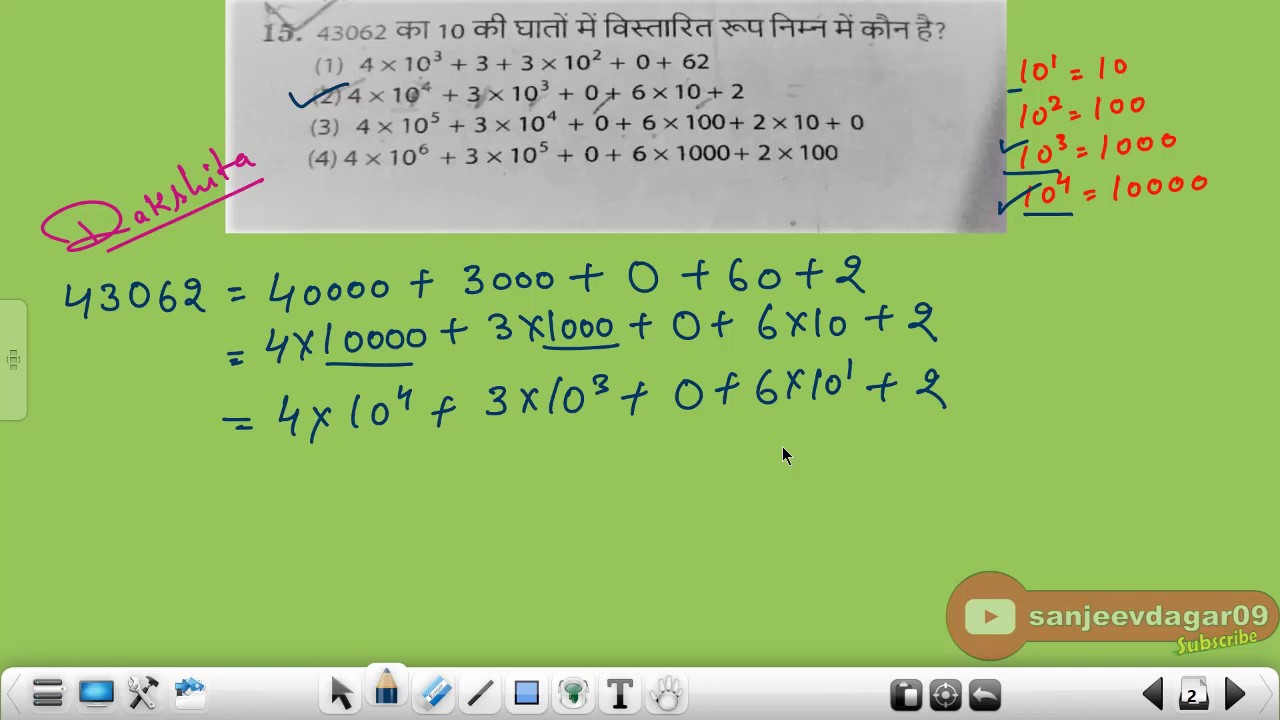 15. 43062 का 10 की घातों में विस्तारित रूप निम्न में कौन है?
(1) 4 × 10³ + 3 + 3 × 10² + 0 + 62
(2) 4 × 10⁴ + 3 × 10³ + 0 + 6 × 10 + 2
(3) 4 × 10⁵ + 3 × 10⁴ + 0 + 6 × 100 + 2 × 10 + 0
(4) 4 × 10⁶ + 3 × 10⁵ + 0 + 6 × 1000 + 2 × 100
10¹ = 10
10² = 100
10³ = 1000
10⁴ = 10000
Dakshita
43062 = 40000 + 3000 + 0 + 60 + 2
= 4×10000 + 3×1000 + 0 + 6×10 + 2
= 4×10⁴ + 3×10³ + 0 + 6×10¹ + 2
sanjeevdagar09
Subscribe
T
2